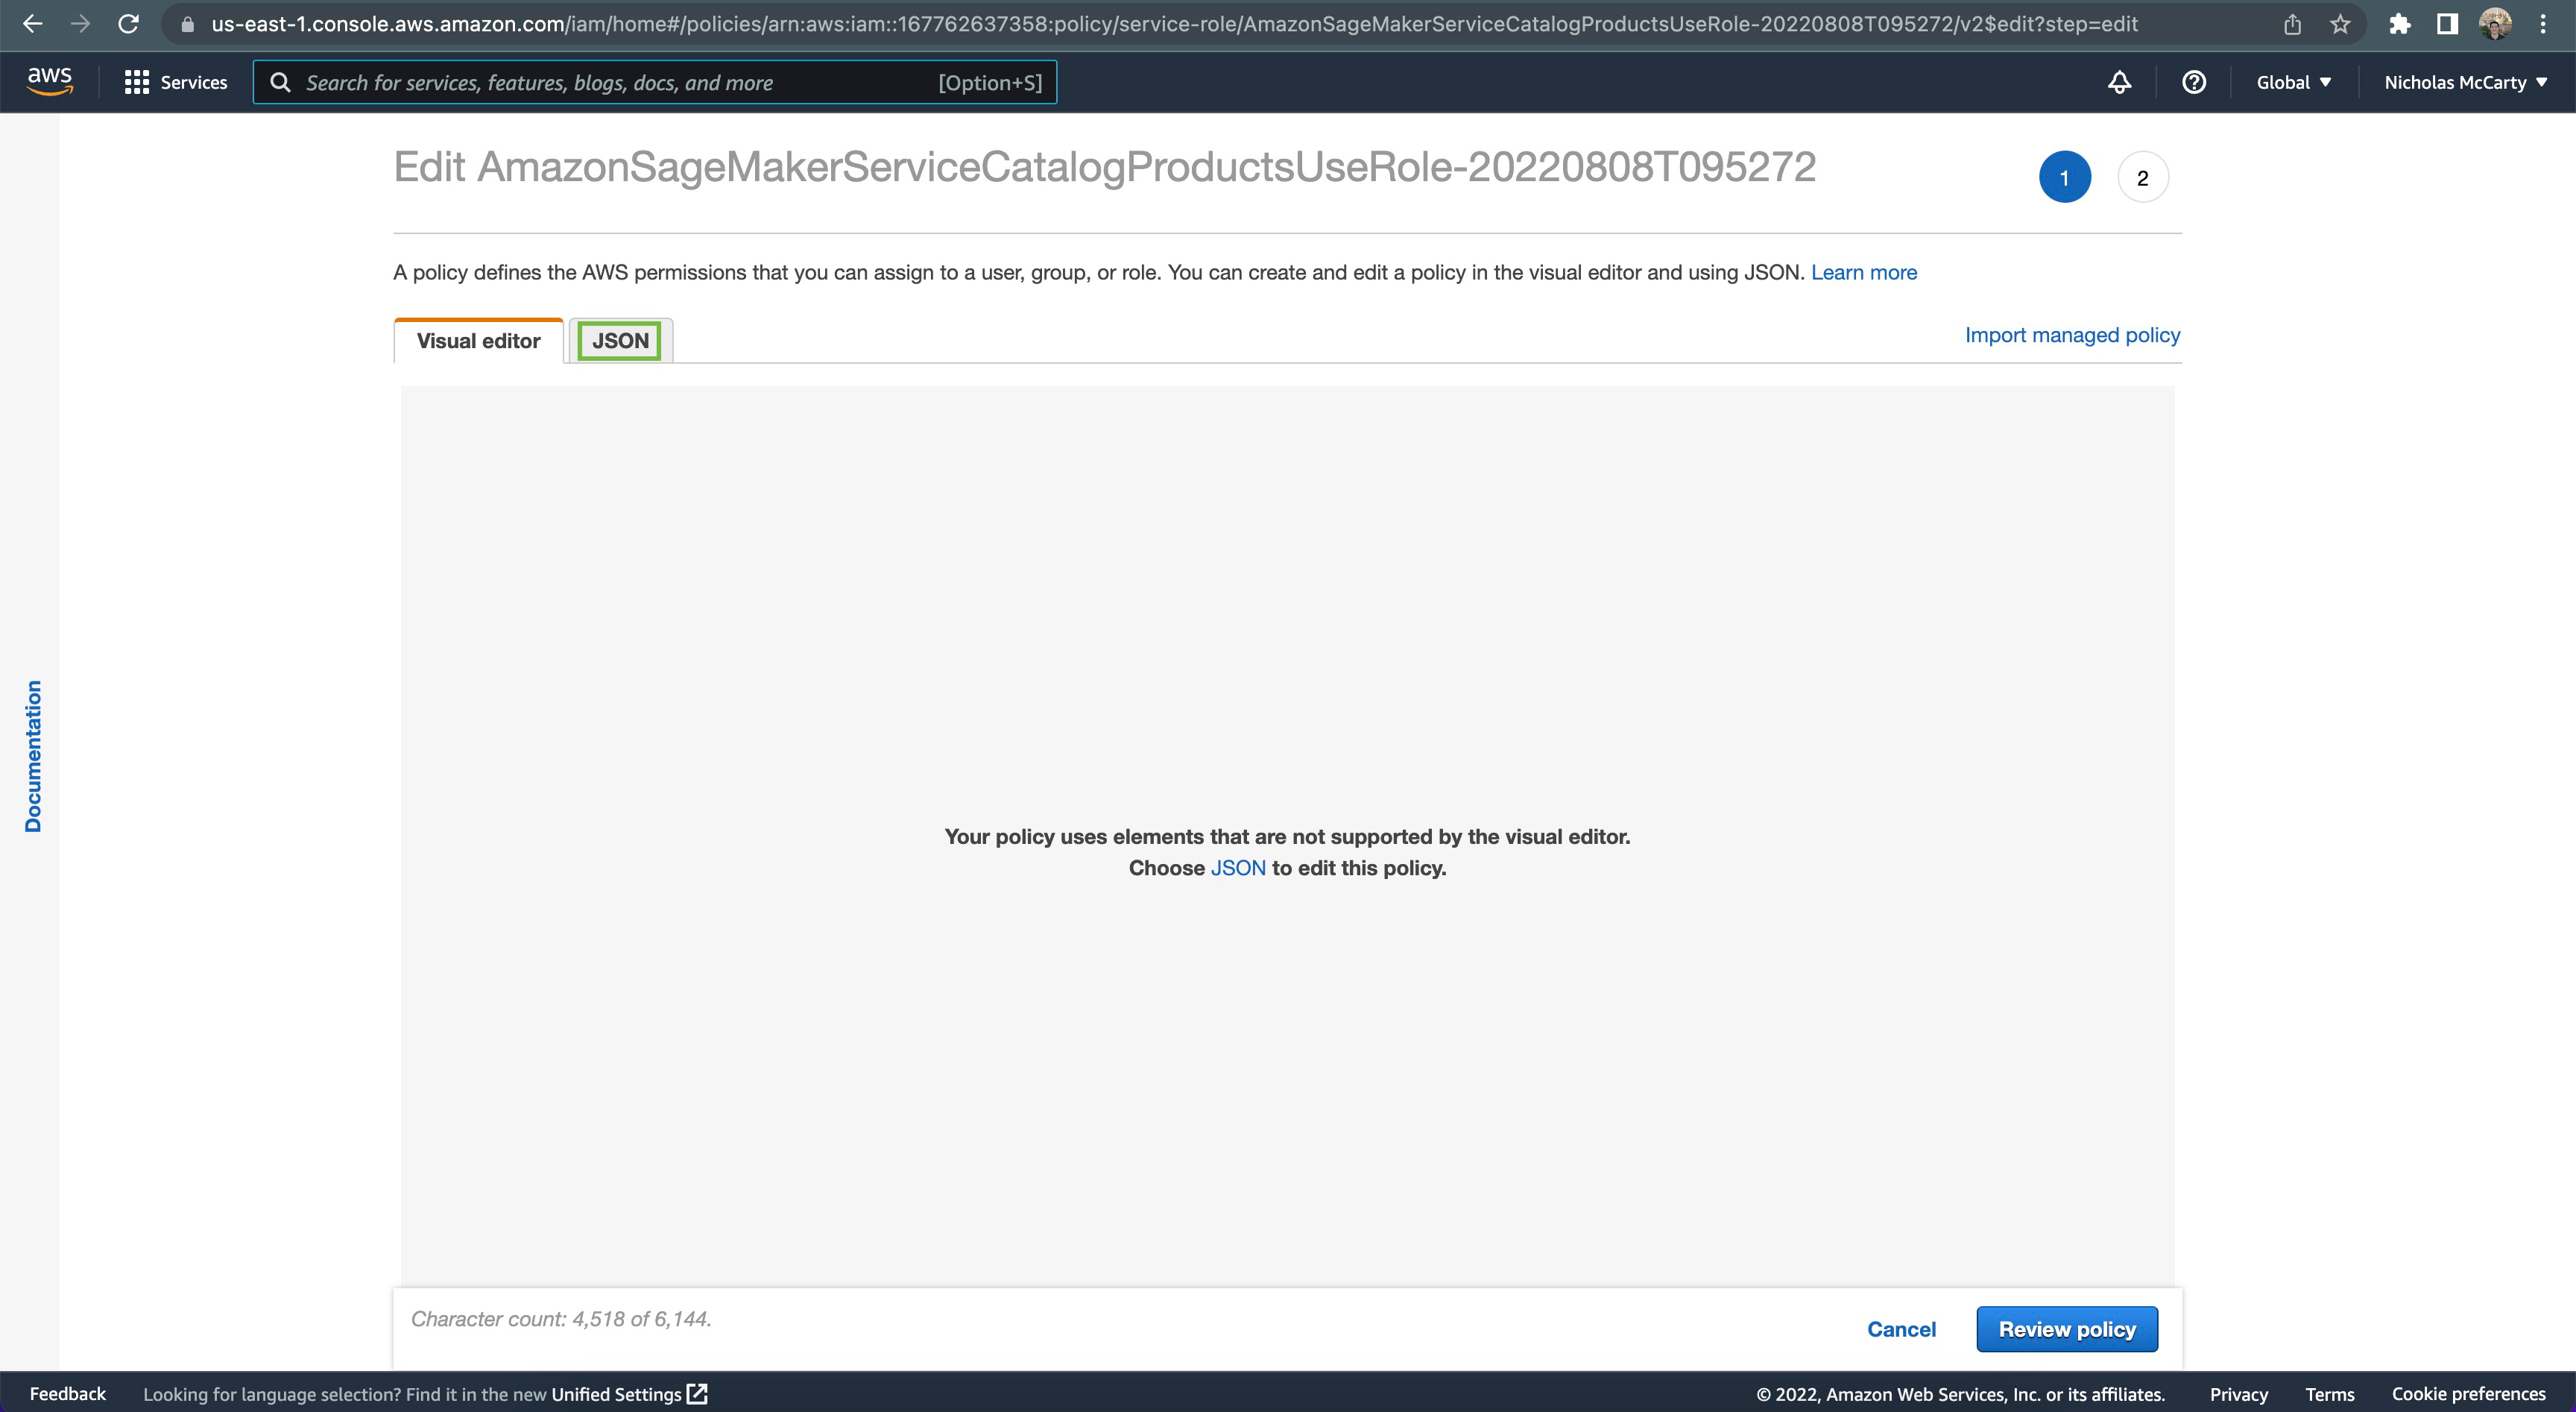 us-east-1.console.aws.amazon.com/iam/home#/policies/arn:aws:iam::167762637358:policy/service-role/AmazonSageMakerServiceCatalogProductsUseRole-20220808T095272/v2$edit?step=edit
aws Services Search for services, features, blogs, docs, and more [Option+S] Global Nicholas McCarty
Edit AmazonSageMakerServiceCatalogProductsUseRole-20220808T095272 1 2
A policy defines the AWS permissions that you can assign to a user, group, or role. You can create and edit a policy in the visual editor and using JSON. Learn more
Visual editor JSON Import managed policy
Documentation
Your policy uses elements that are not supported by the visual editor.
Choose JSON to edit this policy.
Character count: 4,518 of 6,144. Cancel Review policy
Feedback Looking for language selection? Find it in the new Unified Settings © 2022, Amazon Web Services, Inc. or its affiliates. Privacy Terms Cookie preferences